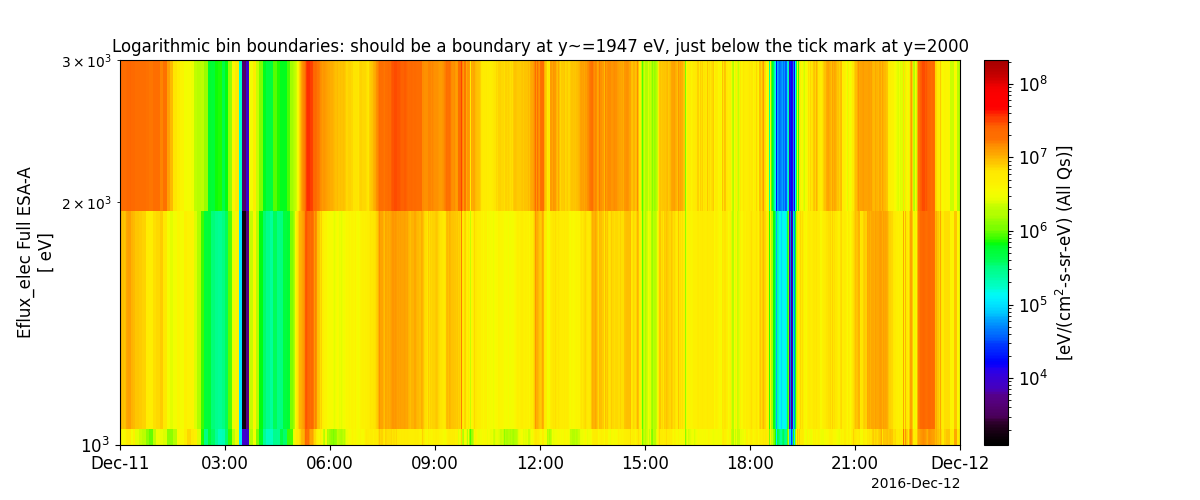 Logarithmic bin boundaries: should be a boundary at y~=1947 eV, just below the tick mark at y=2000
3 × 10³
2 × 10³
10³
Eflux_elec Full ESA-A
[ eV]
Dec-11 03:00 06:00 09:00 12:00 15:00 18:00 21:00 Dec-12
2016-Dec-12
10⁸
10⁷
10⁶
10⁵
10⁴
[eV/(cm²-s-sr-eV) (All Qs)]